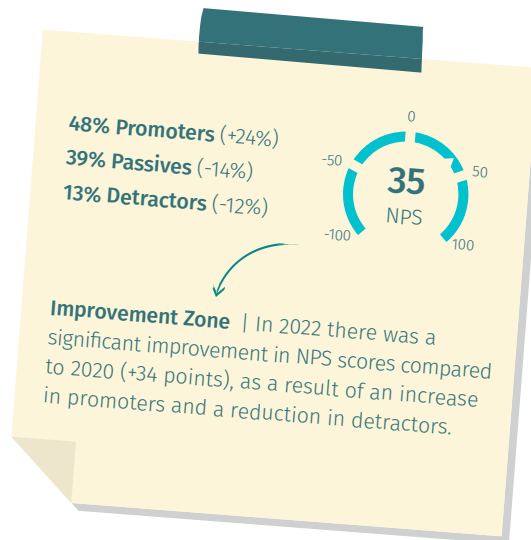 48% Promoters (+24%)
39% Passives (-14%)
13% Detractors (-12%)
0
-50
50
35
NPS
-100
100
Improvement Zone | In 2022 there was a
significant improvement in NPS scores compared
to 2020 (+34 points), as a result of an increase
in promoters and a reduction in detractors.